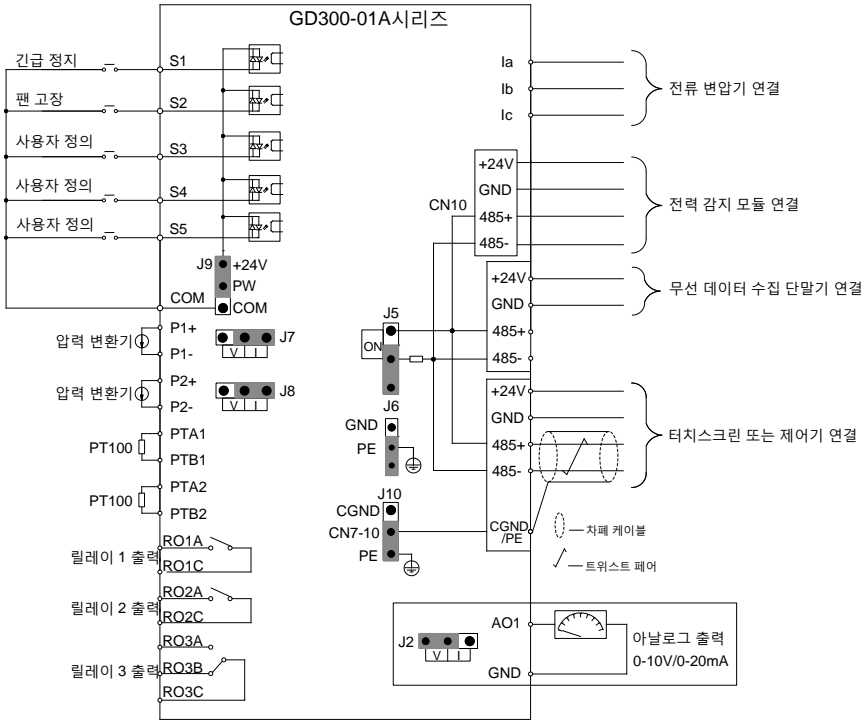 GD300-01A시리즈
긴급 정지
S1
팬 고장
S2
사용자 정의
S3
사용자 정의
S4
사용자 정의
S5
J9
+24V
PW
COM
COM
압력 변환기
P1+
P1-
J7
V I
압력 변환기
P2+
P2-
J8
V I
PT100
PTA1
PTB1
PT100
PTA2
PTB2
릴레이 1 출력
RO1A
RO1C
릴레이 2 출력
RO2A
RO2C
릴레이 3 출력
RO3A
RO3B
RO3C
Ia
Ib
Ic
전류 변압기 연결
CN10
+24V
GND
485+
485-
전력 감지 모듈 연결
+24V
GND
485+
485-
무선 데이터 수집 단말기 연결
J5
ON
J6
GND
PE
+24V
GND
485+
485-
CGND
/PE
터치스크린 또는 제어기 연결
J10
CGND
CN7-10
PE
차폐 케이블
트위스트 페어
J2
V I
AO1
GND
아날로그 출력
0-10V/0-20mA